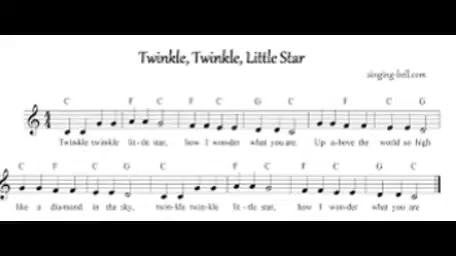 Twinkle, Twinkle, Little Star
singing-bell.com
C F C F C G C C F C G
Twinkle twinkle lit-tle star, how I wonder what you are. Up a-bove the world so high
C F C G C F C F C G C
like a dia-mond in the sky, twin-kle twin-kle lit-tle star, how I won-der what you are